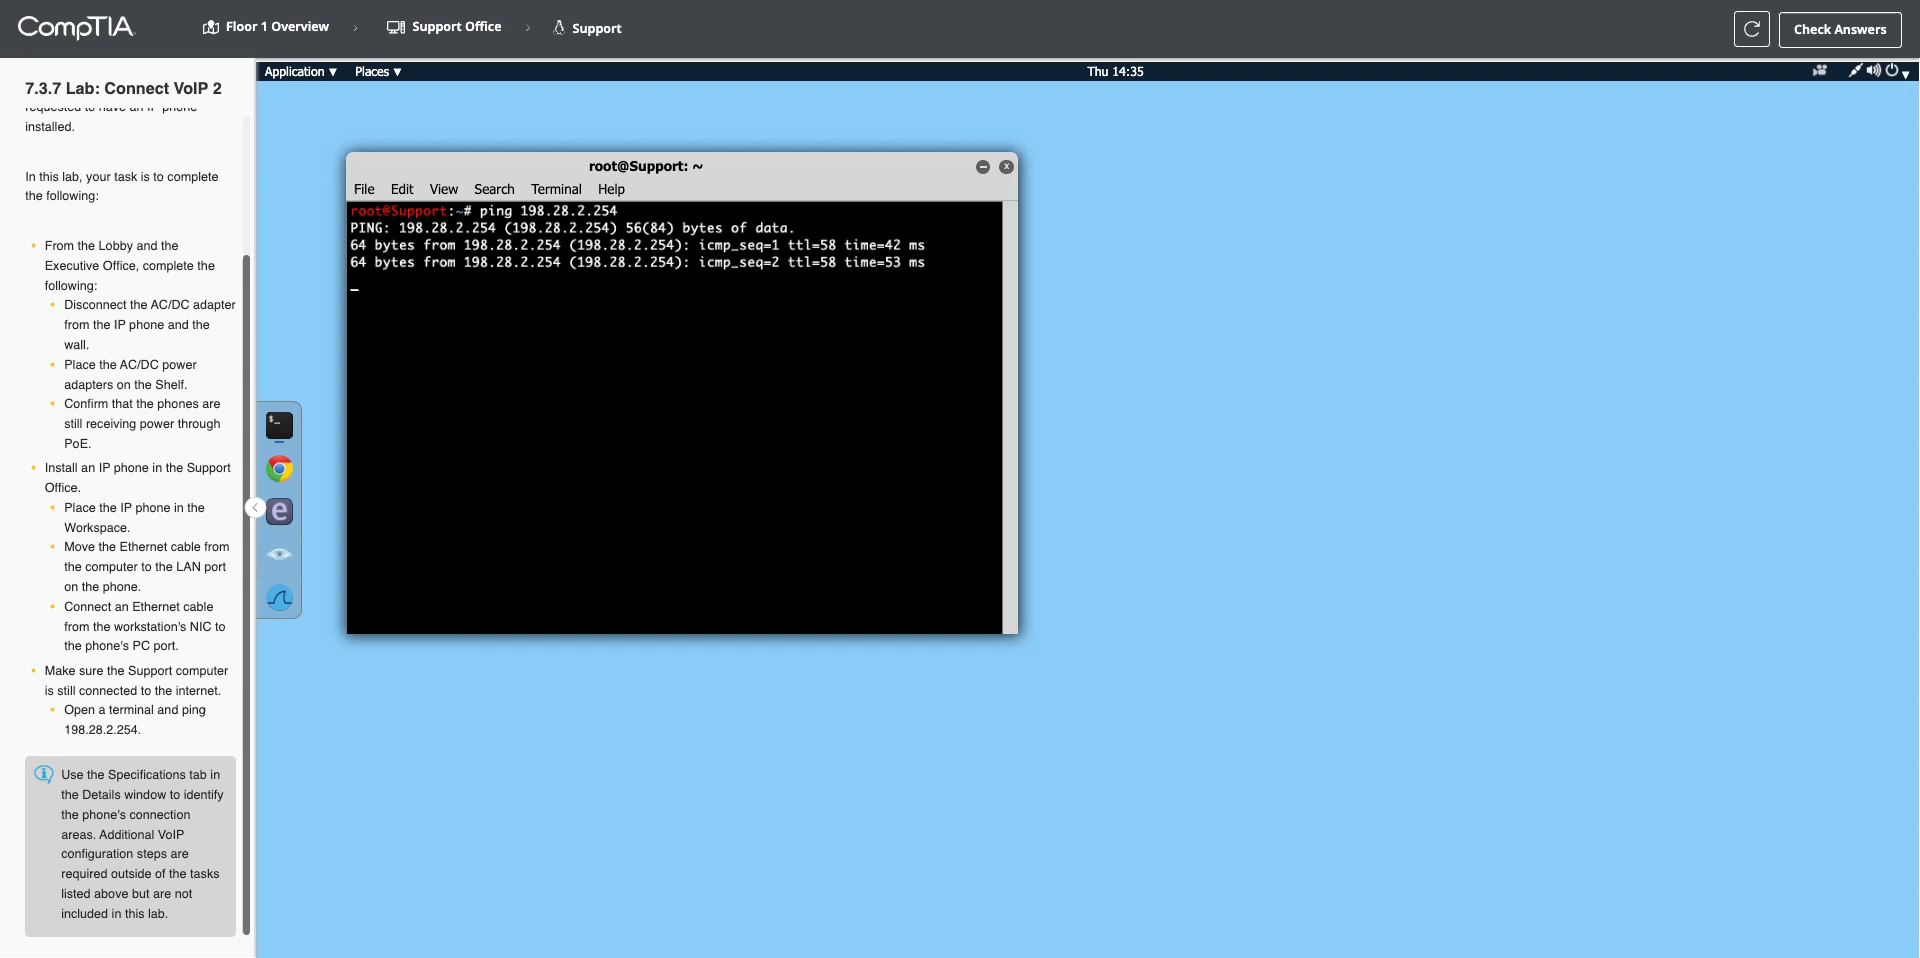 CompTIA
Floor 1 Overview
Support Office
Support
Check Answers
Application ▼ Places ▼
Thu 14:35
7.3.7 Lab: Connect VoIP 2
requested to have an IP phone
installed.
In this lab, your task is to complete
the following:
From the Lobby and the
Executive Office, complete the
following:
Disconnect the AC/DC adapter
from the IP phone and the
wall.
Place the AC/DC power
adapters on the Shelf.
Confirm that the phones are
still receiving power through
PoE.
Install an IP phone in the Support
Office.
Place the IP phone in the
Workspace.
Move the Ethernet cable from
the computer to the LAN port
on the phone.
Connect an Ethernet cable
from the workstation's NIC to
the phone's PC port.
Make sure the Support computer
is still connected to the internet.
Open a terminal and ping
198.28.2.254.
Use the Specifications tab in
the Details window to identify
the phone's connection
areas. Additional VoIP
configuration steps are
required outside of the tasks
listed above but are not
included in this lab.
root@Support: ~
File Edit View Search Terminal Help
root@Support:~# ping 198.28.2.254
PING: 198.28.2.254 (198.28.2.254) 56(84) bytes of data.
64 bytes from 198.28.2.254 (198.28.2.254): icmp_seq=1 ttl=58 time=42 ms
64 bytes from 198.28.2.254 (198.28.2.254): icmp_seq=2 ttl=58 time=53 ms